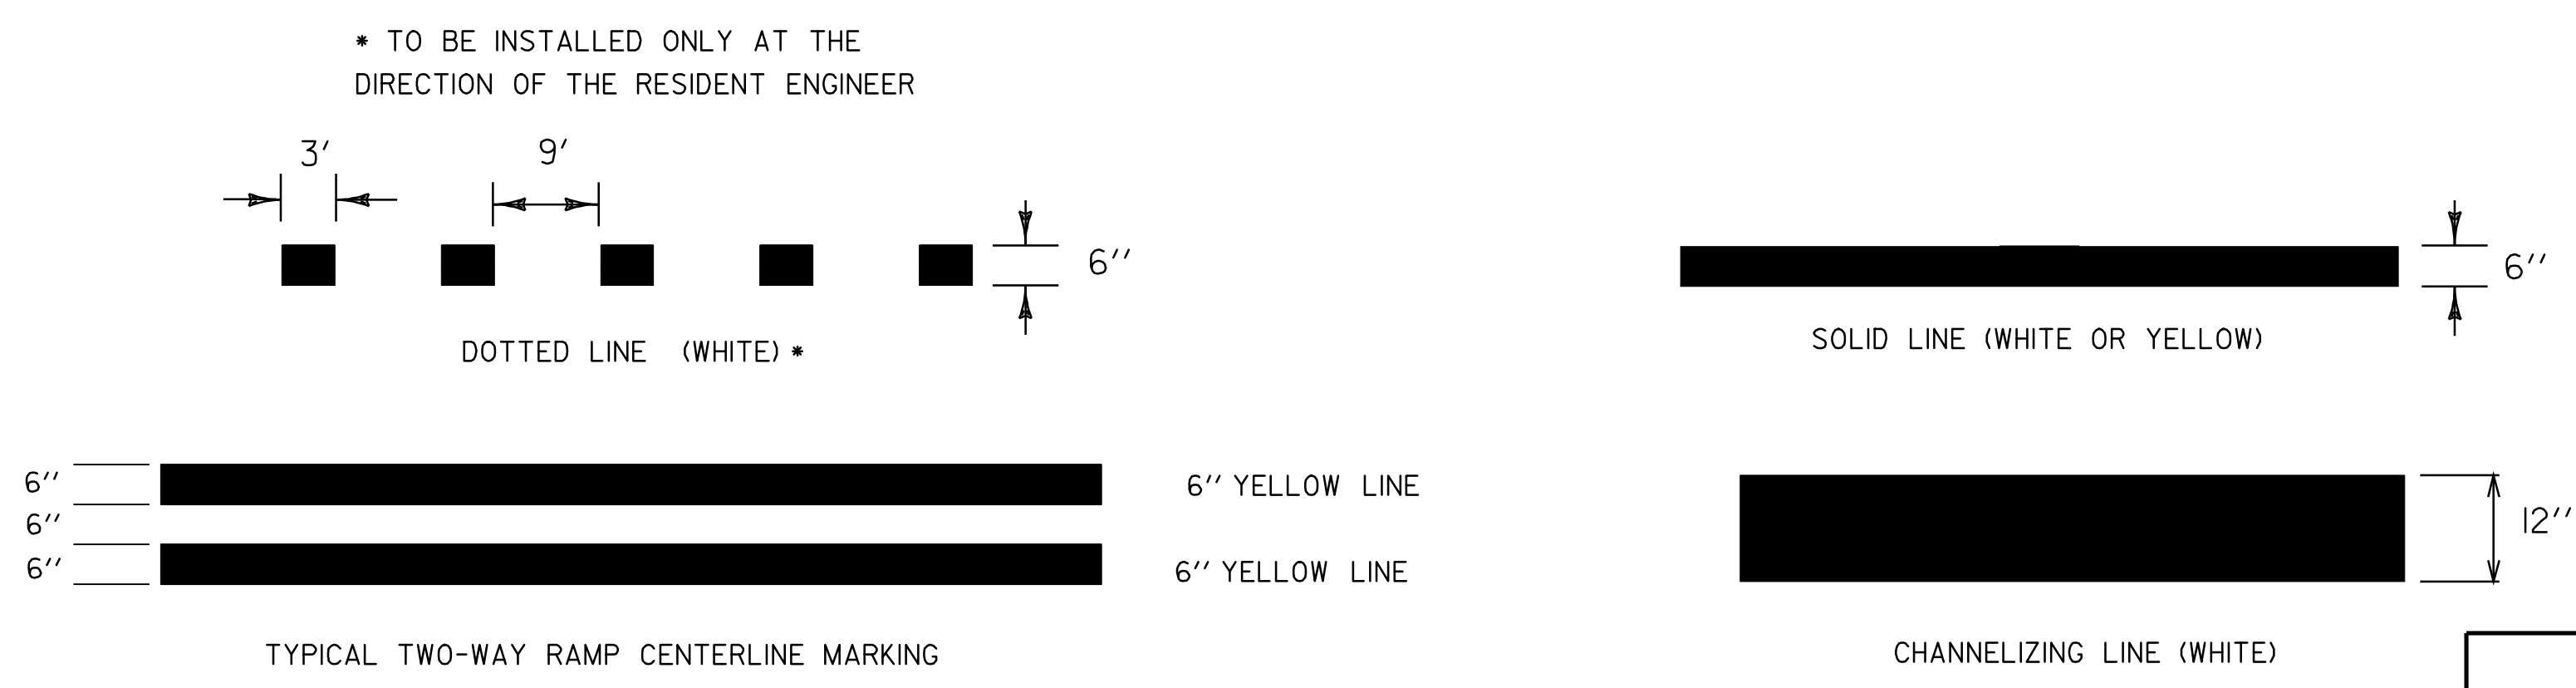 * TO BE INSTALLED ONLY AT THE
DIRECTION OF THE RESIDENT ENGINEER
3'
9'
6''
DOTTED LINE (WHITE) *
6''
SOLID LINE (WHITE OR YELLOW)
6''
6''
6''
6'' YELLOW LINE
6'' YELLOW LINE
TYPICAL TWO-WAY RAMP CENTERLINE MARKING
12''
CHANNELIZING LINE (WHITE)